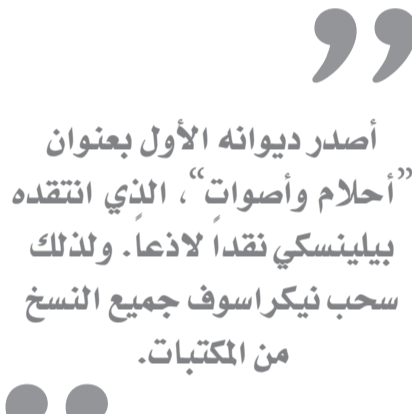 أصدر ديوانه الأول بعنوان
”أحلام وأصوات“، الذي انتقده
بيلينسكي نقداً لاذعاً. ولذلك
سحب نيكراسوف جميع النسخ
من المكتبات.